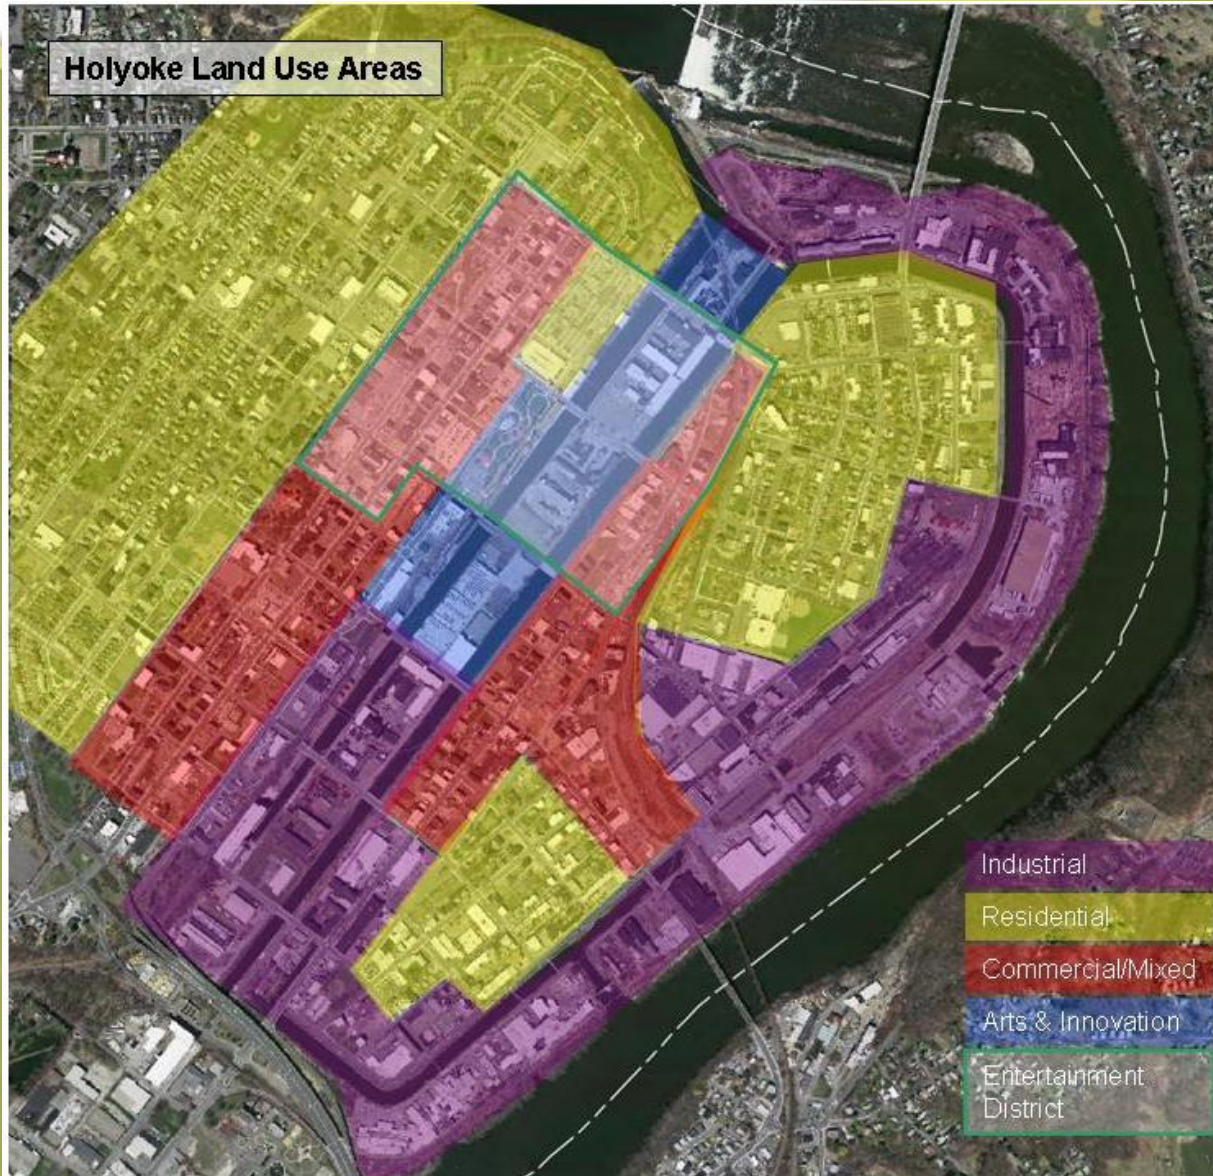 Holyoke Land Use Areas
Industrial
Residential
Commercial/Mixed
Arts & Innovation
Entertainment
District